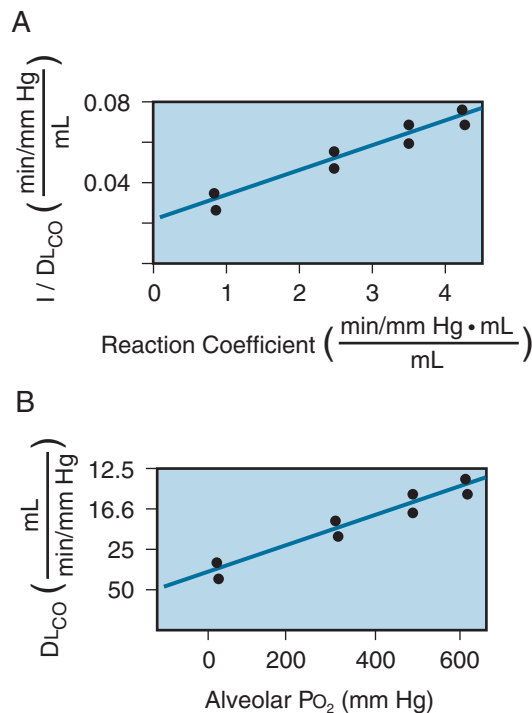 A
I / DLCO ( min/mm Hg / mL )
0.08
0.04
0 1 2 3 4
Reaction Coefficient ( min/mm Hg • mL / mL )
B
DLCO ( mL / min/mm Hg )
12.5
16.6
25
50
0 200 400 600
Alveolar PO2 (mm Hg)